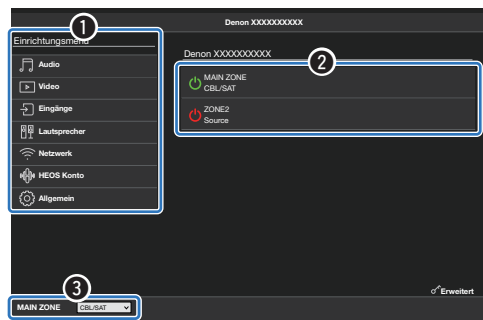 Denon XXXXXXXXXX
1
Einrichtungsmenü
Audio
Video
Eingänge
Lautsprecher
Netzwerk
HEOS Konto
Allgemein
Denon XXXXXXXXXX
2
MAIN ZONE
CBL/SAT
ZONE2
Source
Erweitert
3
MAIN ZONE CBL/SAT